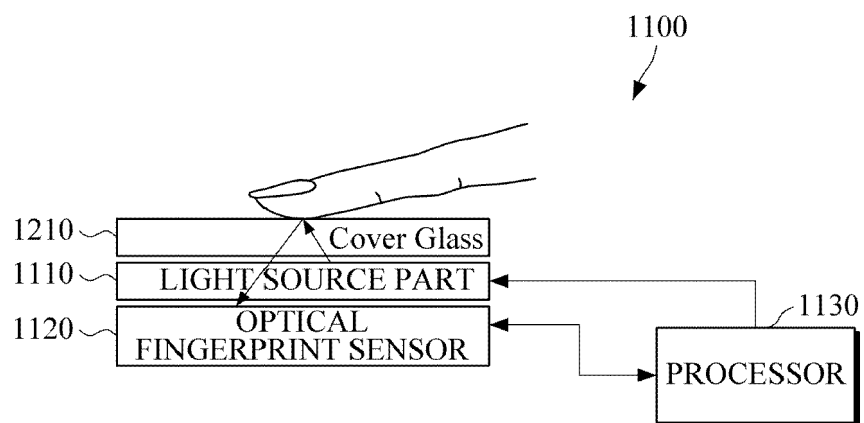 1100
1210
Cover Glass
1110
LIGHT SOURCE PART
1120
OPTICAL
FINGERPRINT SENSOR
1130
PROCESSOR